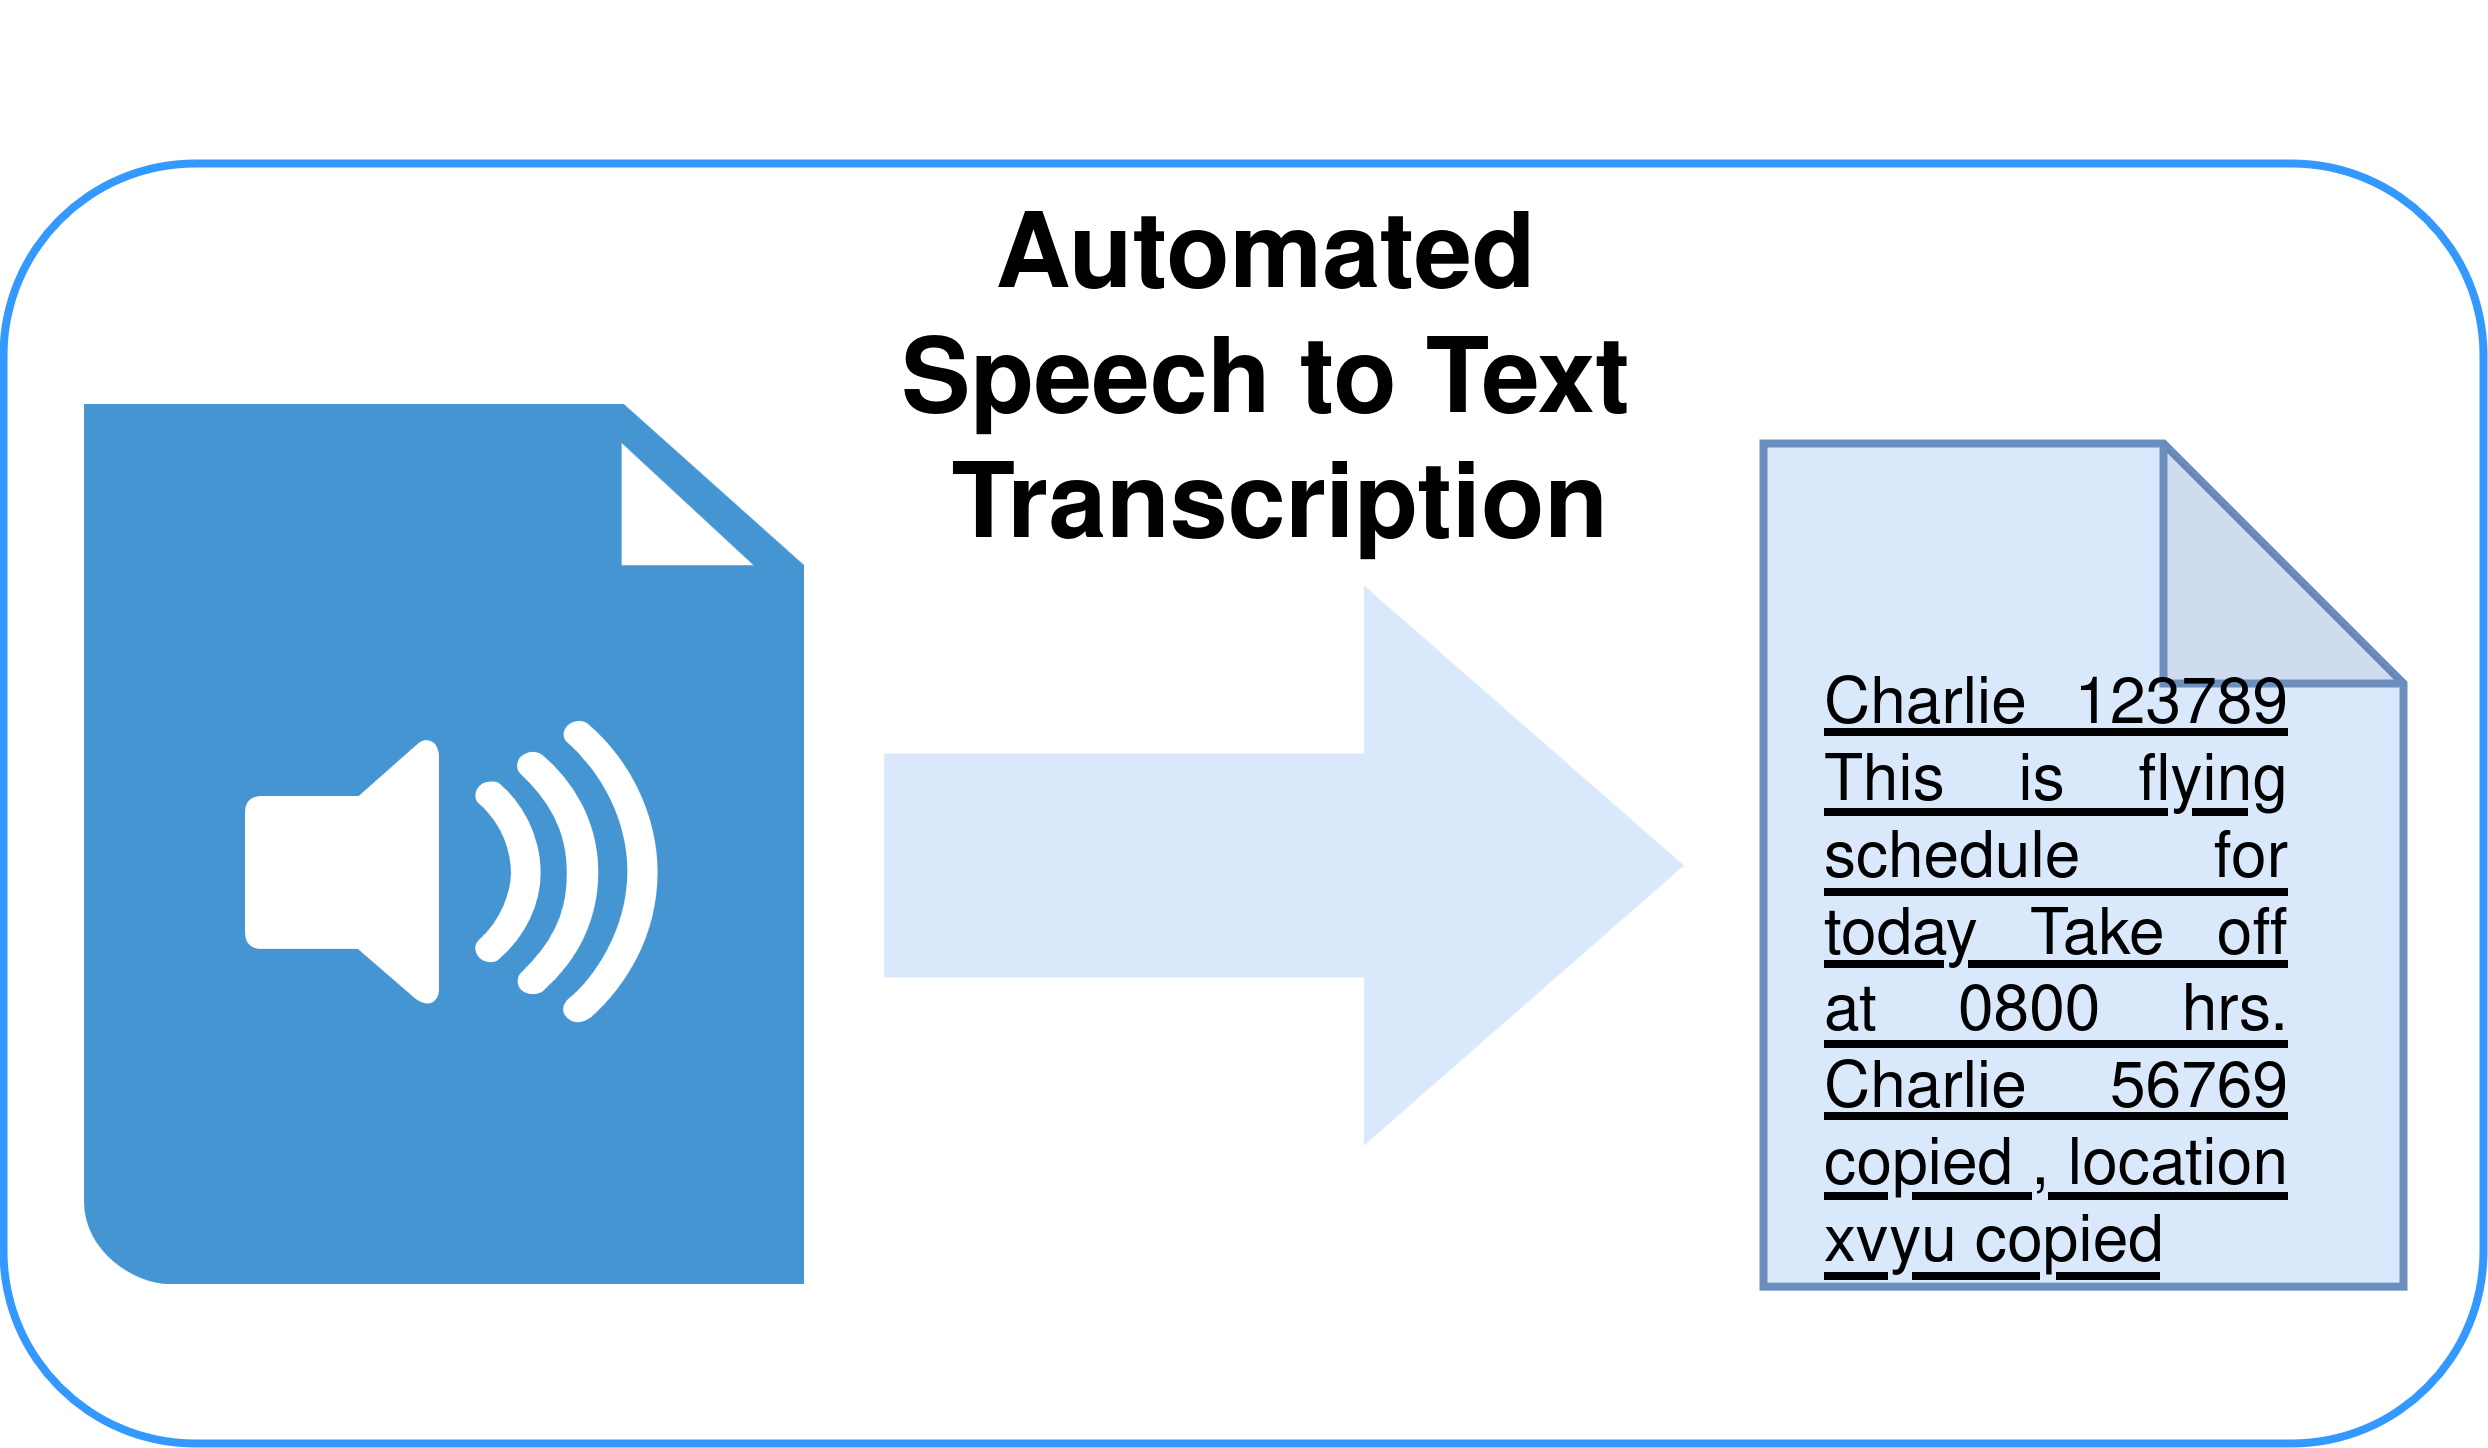 Automated
Speech to Text
Transcription
Charlie 123789
This is flying
schedule for
today Take off
at 0800 hrs.
Charlie 56769
copied , location
xvyu copied